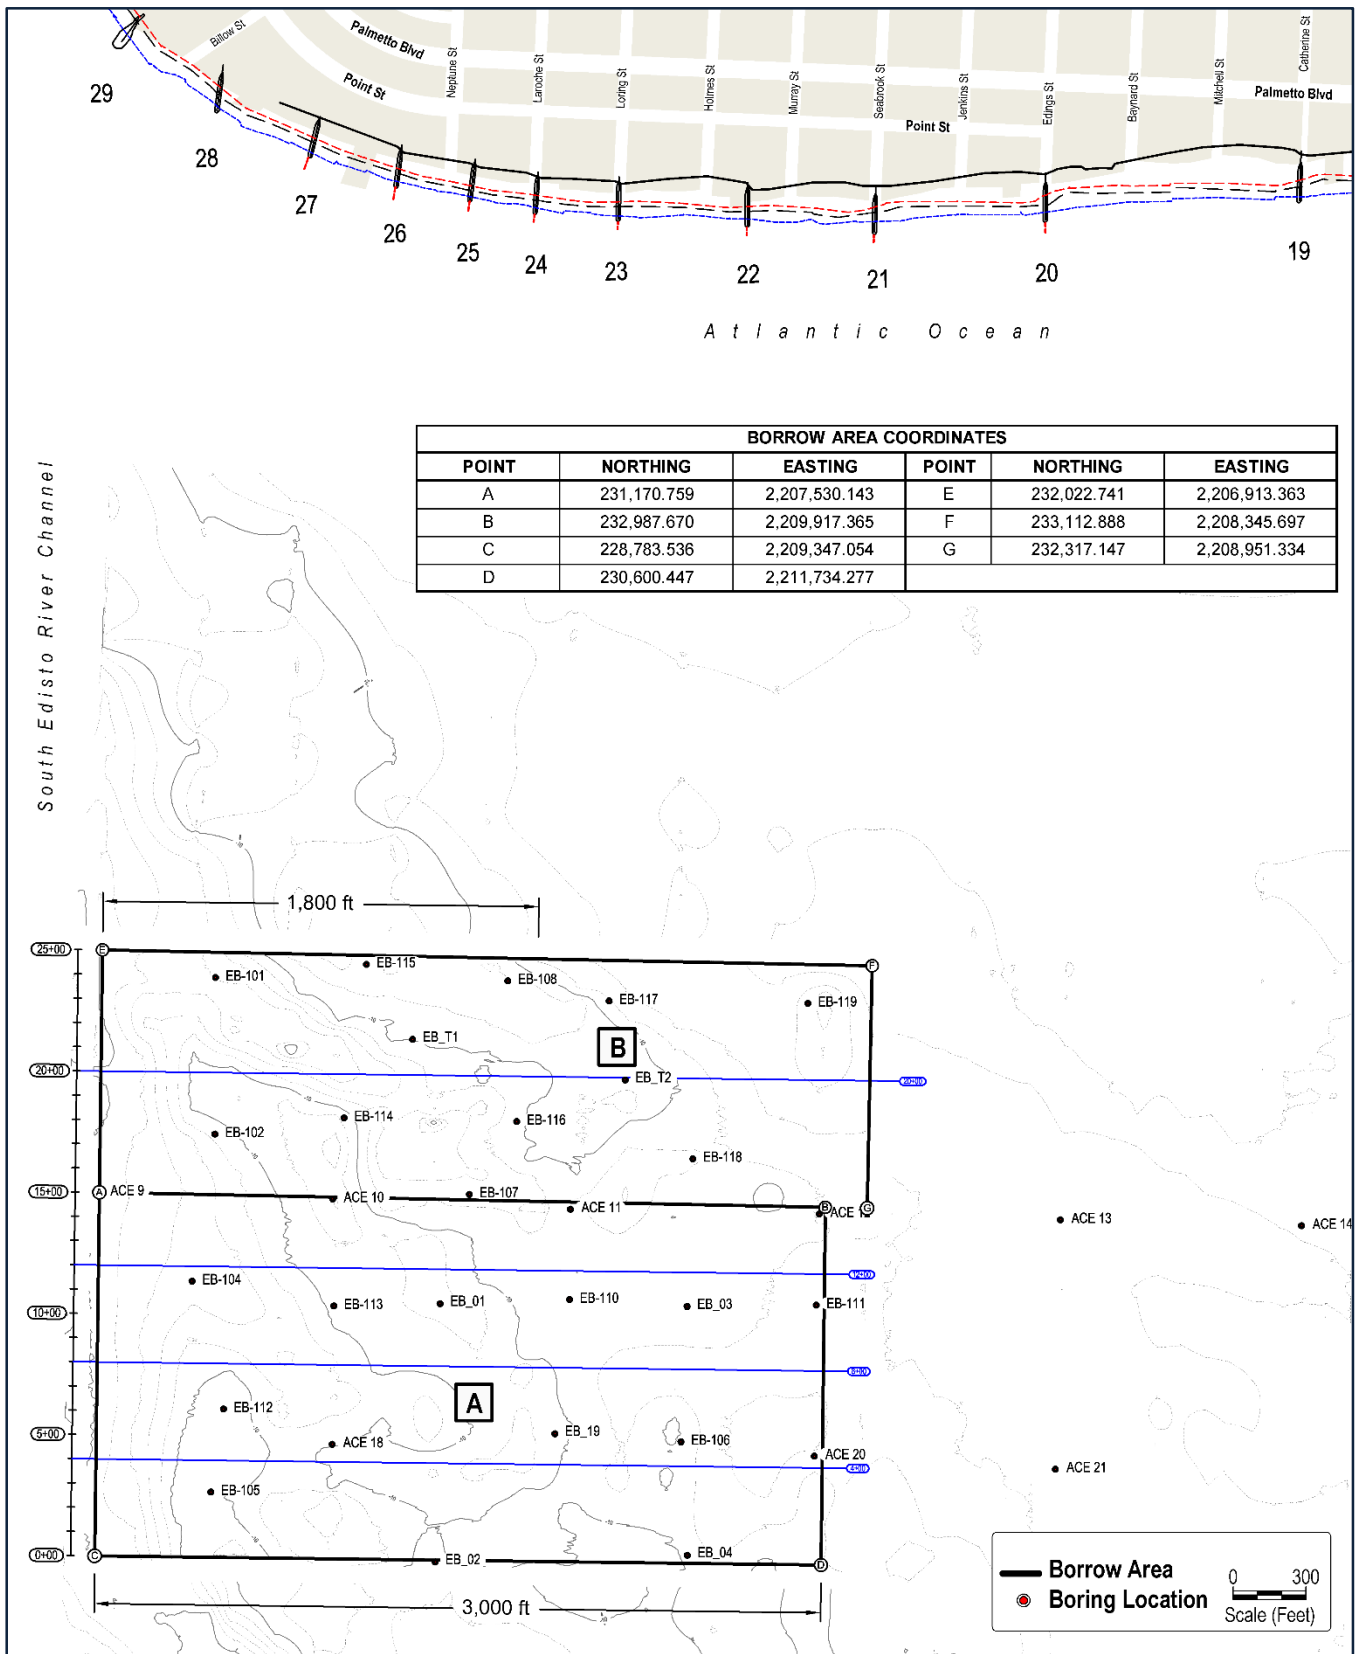 Billow St
Palmetto Blvd
Point St
Neptune St
Laroche St
Loring St
Holmes St
Murray St
Seabrook St
Jenkins St
Edings St
Baynard St
Mitchell St
Catherine St
Palmetto Blvd
Point St
29
28
27
26
25
24
23
22
21
20
19
Atlantic Ocean
South Edisto River Channel
BORROW AREA COORDINATES
POINT NORTHING EASTING POINT NORTHING EASTING
A 231,170.759 2,207,530.143 E 232,022.741 2,206,913.363
B 232,987.670 2,209,917.365 F 233,112.888 2,208,345.697
C 228,783.536 2,209,347.054 G 232,317.147 2,208,951.334
D 230,600.447 2,211,734.277
1,800 ft
25+00
E
F
EB-101
EB-115
EB-108
EB-117
EB-119
EB_T1
B
20+00
EB_T2
20+00
EB-114
EB-116
EB-102
EB-118
15+00
A
ACE 9
ACE 10
EB-107
ACE 11
B
ACE 12
G
ACE 13
ACE 14
12+00
EB-104
EB-113
EB_01
EB-110
EB_03
EB-111
10+00
8+00
A
EB-112
5+00
ACE 18
EB_19
EB-106
ACE 20
4+00
ACE 21
EB-105
0+00
C
EB_02
EB_04
D
3,000 ft
Borrow Area
Boring Location
0 300
Scale (Feet)